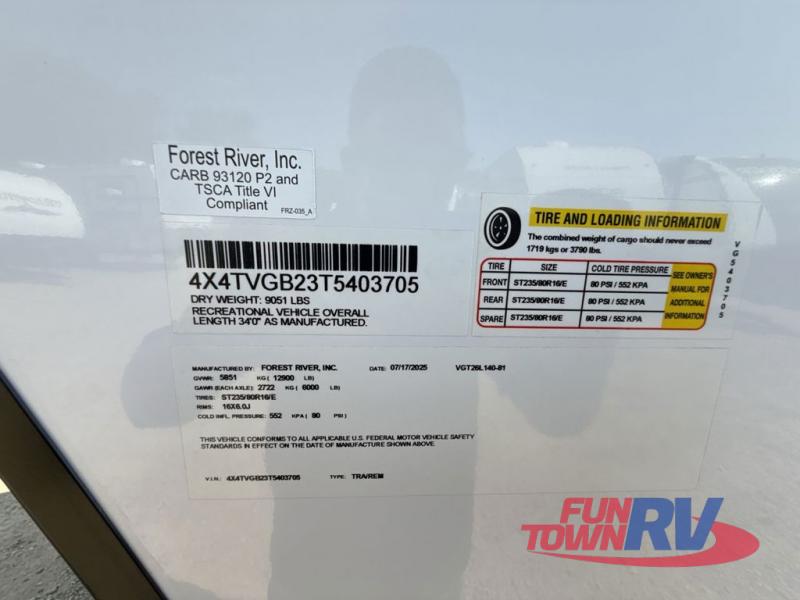 Forest River, Inc.
CARB 93120 P2 and
TSCA Title VI
Compliant
FRZ-035_A
4X4TVGB23T5403705
DRY WEIGHT: 9051 LBS
RECREATIONAL VEHICLE OVERALL
LENGTH 34'0" AS MANUFACTURED.
TIRE AND LOADING INFORMATION
The combined weight of cargo should never exceed
1719 kgs or 3790 lbs.
TIRE SIZE COLD TIRE PRESSURE
FRONT ST235/80R16/E 80 PSI / 552 KPA
REAR ST235/80R16/E 80 PSI / 552 KPA
SPARE ST235/80R16/E 80 PSI / 552 KPA
SEE OWNER'S
MANUAL FOR
ADDITIONAL
INFORMATION
VG5403705
MANUFACTURED BY: FOREST RIVER, INC. DATE: 07/17/2025 VGT26L140-81
GVWR: 5851 KG ( 12900 LB)
GAWR (EACH AXLE): 2722 KG ( 6000 LB)
TIRES: ST235/80R16/E
RIMS: 16X6.0J
COLD INFL. PRESSURE: 552 KPA ( 80 PSI)
THIS VEHICLE CONFORMS TO ALL APPLICABLE U.S. FEDERAL MOTOR VEHICLE SAFETY
STANDARDS IN EFFECT ON THE DATE OF MANUFACTURE SHOWN ABOVE.
V.I.N.: 4X4TVGB23T5403705 TYPE: TRA/REM
FUN
TOWN RV